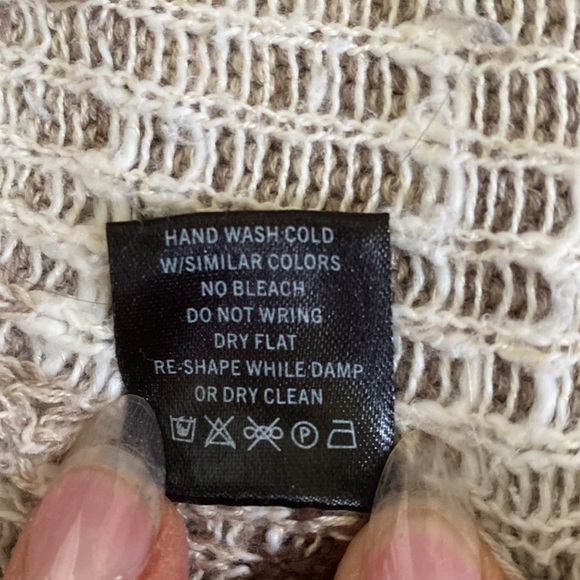 HAND WASH COLD
W/SIMILAR COLORS
NO BLEACH
DO NOT WRING
DRY FLAT
RE-SHAPE WHILE DAMP
OR DRY CLEAN
P